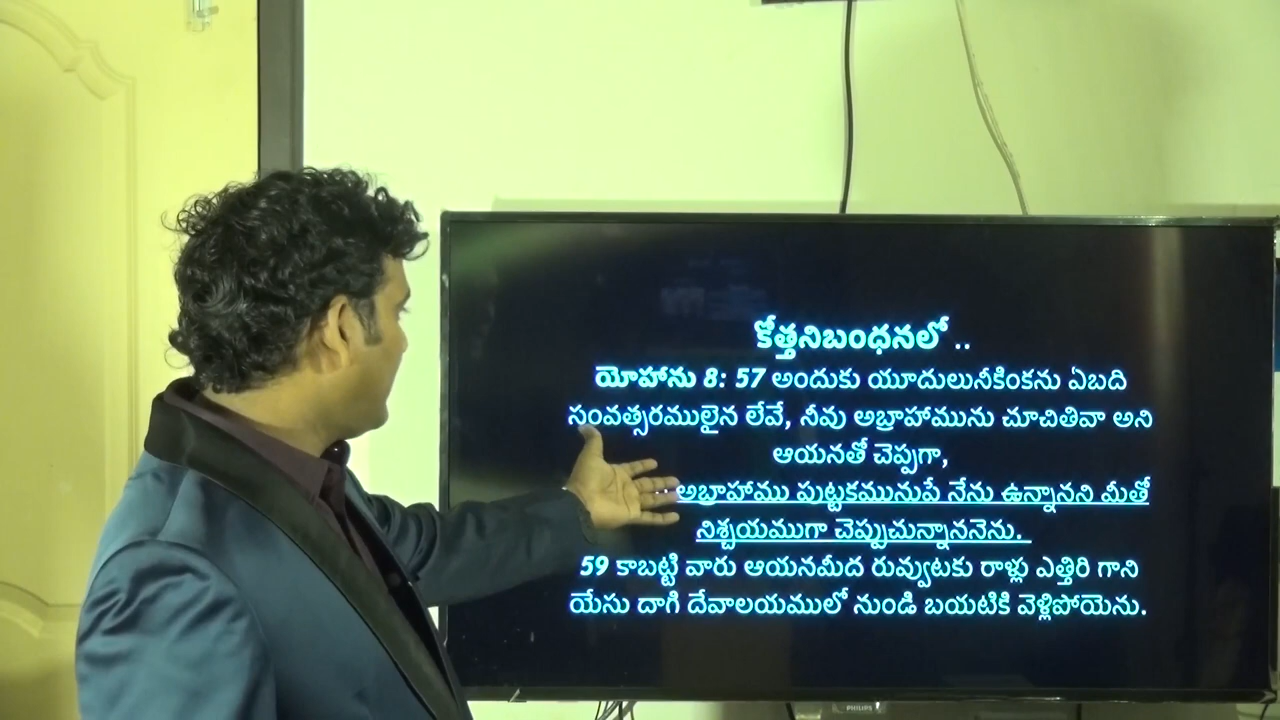 కోత్తనిబంధనలో ..
యోహాను 8: 57 అందుకు యూదులునీకింకను ఏబది
సంవత్సరములైన లేవే, నీవు అబ్రాహామును చూచితివా అని
ఆయనతో చెప్పగా,
అబ్రాహాము పుట్టకమునుపే నేను ఉన్నానని మీతో
నిశ్చయముగా చెప్పుచున్నాననెను.
59 కాబట్టి వారు ఆయనమీద రువ్వుటకు రాళ్లు ఎత్తిరి గాని
యేసు దాగి దేవాలయములో నుండి బయటికి వెళ్లిపోయెను.
PHILIPS